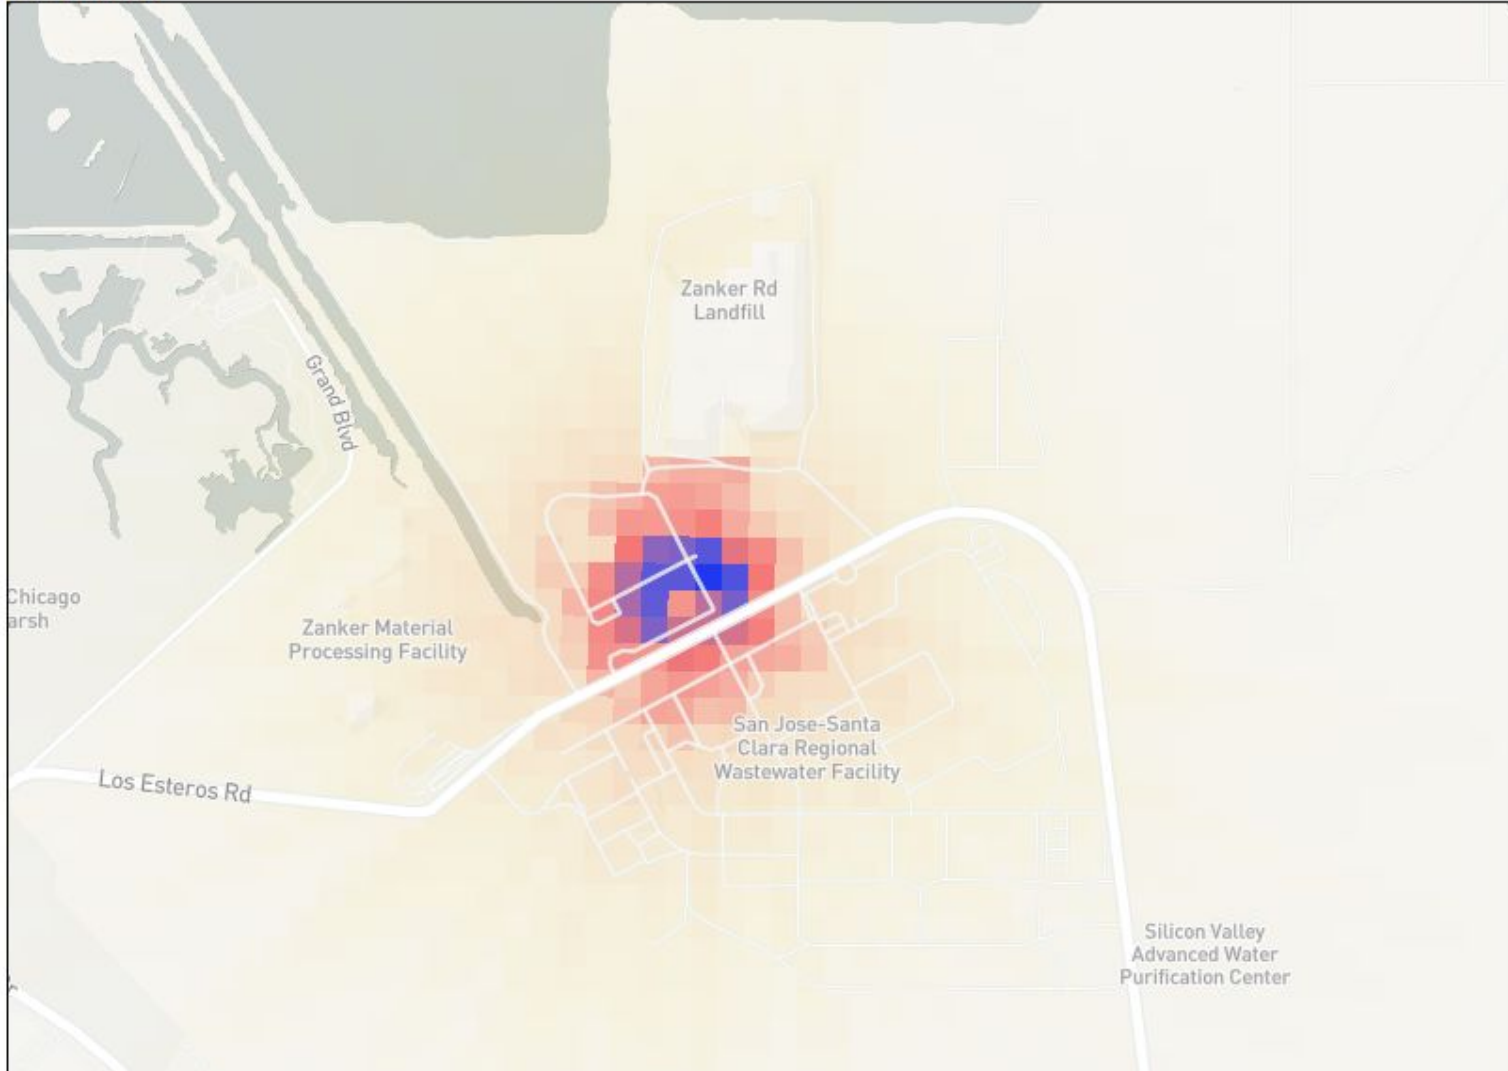 Zanker Rd
Landfill
Grand Blvd
Chicago
arsh
Zanker Material
Processing Facility
San Jose-Santa
Clara Regional
Wastewater Facility
Los Esteros Rd
Silicon Valley
Advanced Water
Purification Center